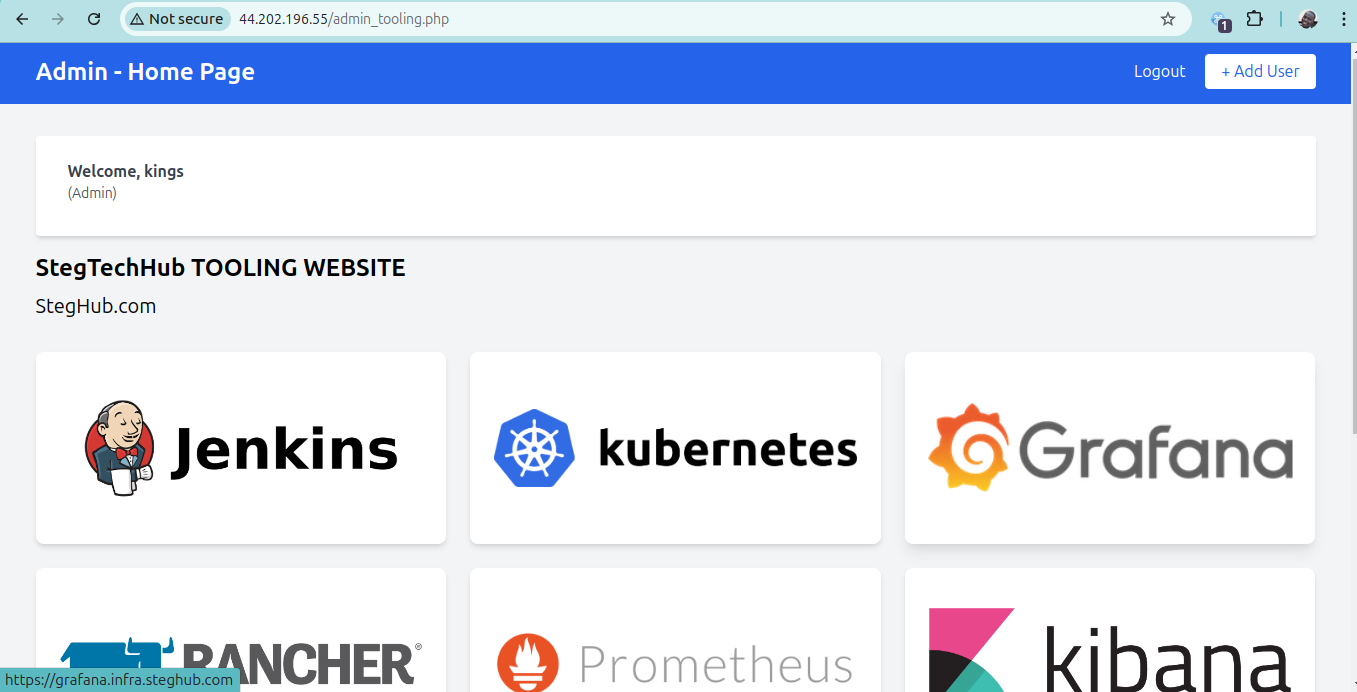 Not secure 44.202.196.55/admin_tooling.php
1
Admin - Home Page
Logout
+ Add User
Welcome, kings
(Admin)
StegTechHub TOOLING WEBSITE
StegHub.com
Jenkins
kubernetes
Grafana
RANCHER®
Prometheus
kibana
https://grafana.infra.steghub.com